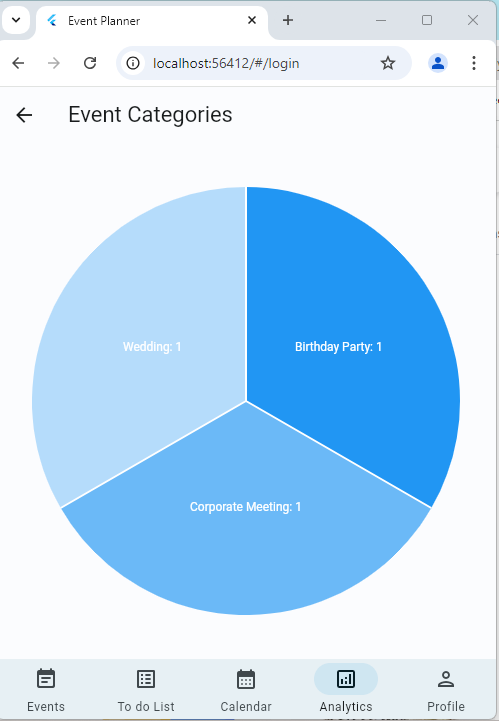 Event Planner
localhost:56412/#/login
Event Categories
Wedding: 1
Birthday Party: 1
Corporate Meeting: 1
Events
To do List
Calendar
Analytics
Profile